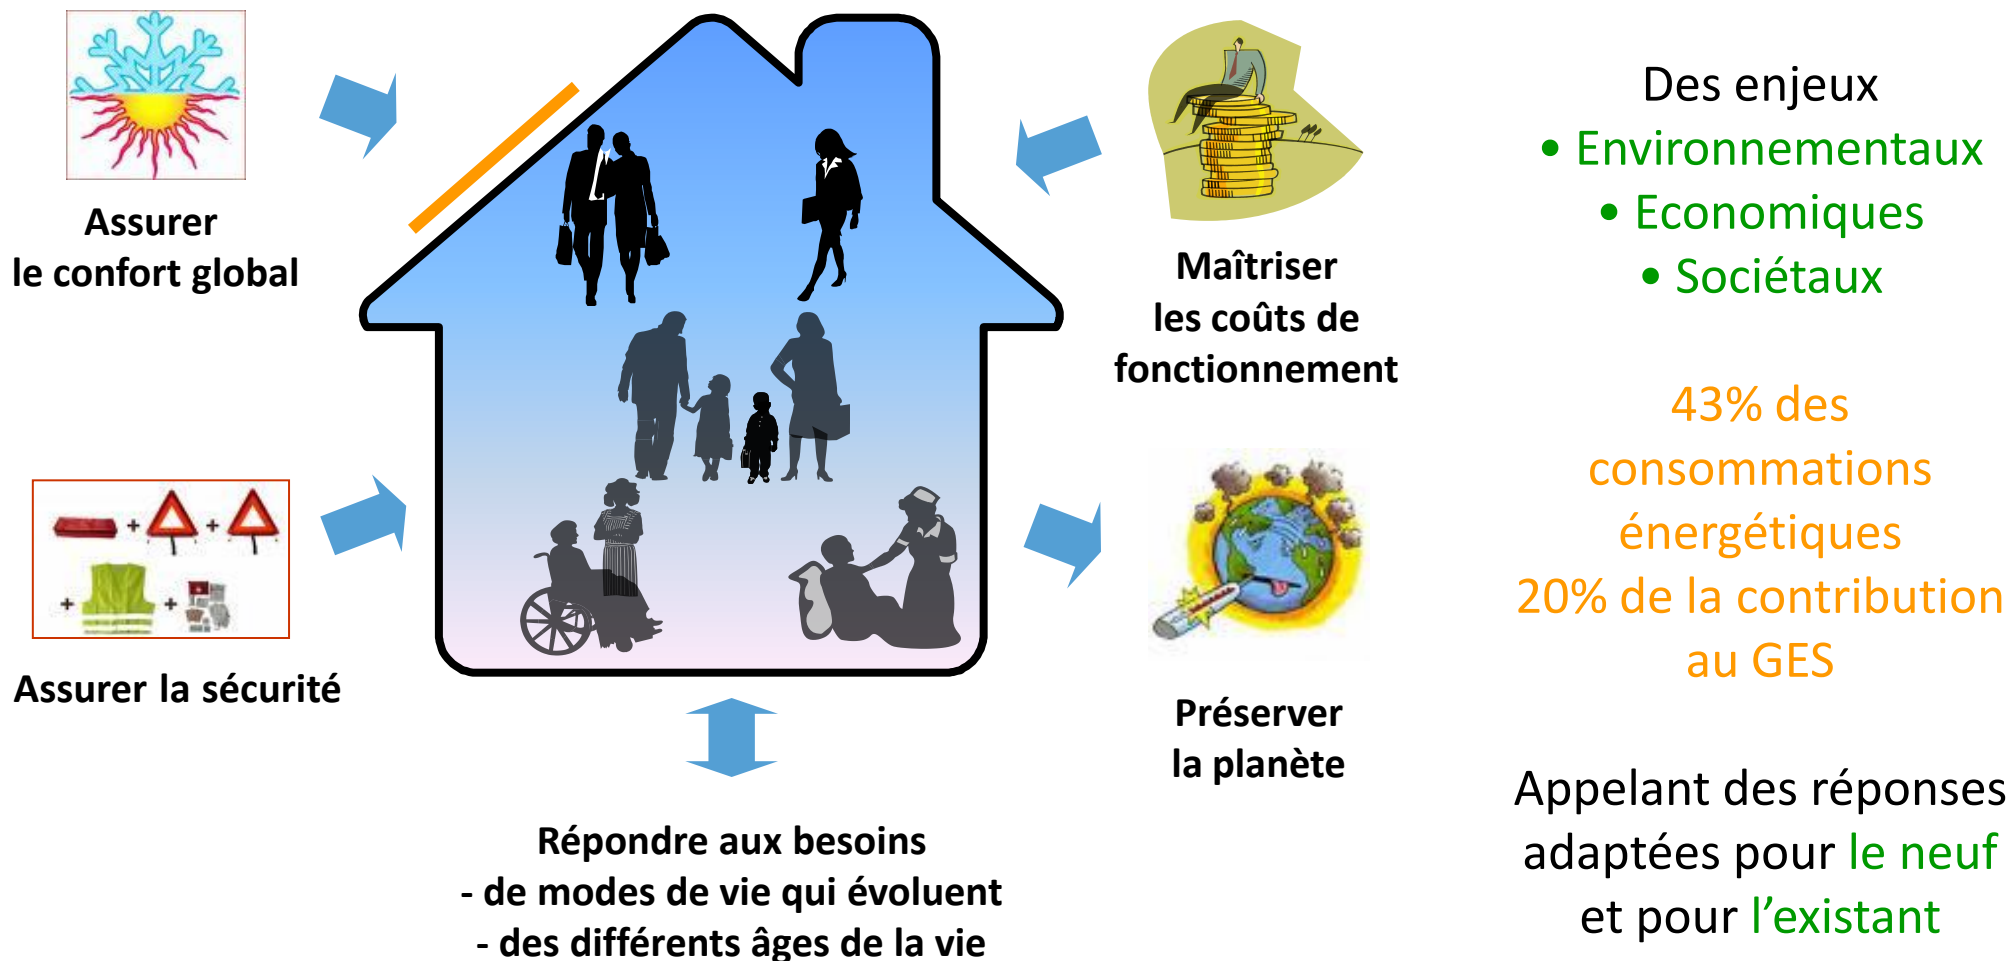 Assurer
le confort global
Assurer la sécurité
+
+
+
+
Répondre aux besoins
- de modes de vie qui évoluent
- des différents âges de la vie
Maîtriser
les coûts de
fonctionnement
Préserver
la planète
Des enjeux
• Environnementaux
• Economiques
• Sociétaux
43% des
consommations
énergétiques
20% de la contribution
au GES
Appelant des réponses
adaptées pour le neuf
et pour l’existant